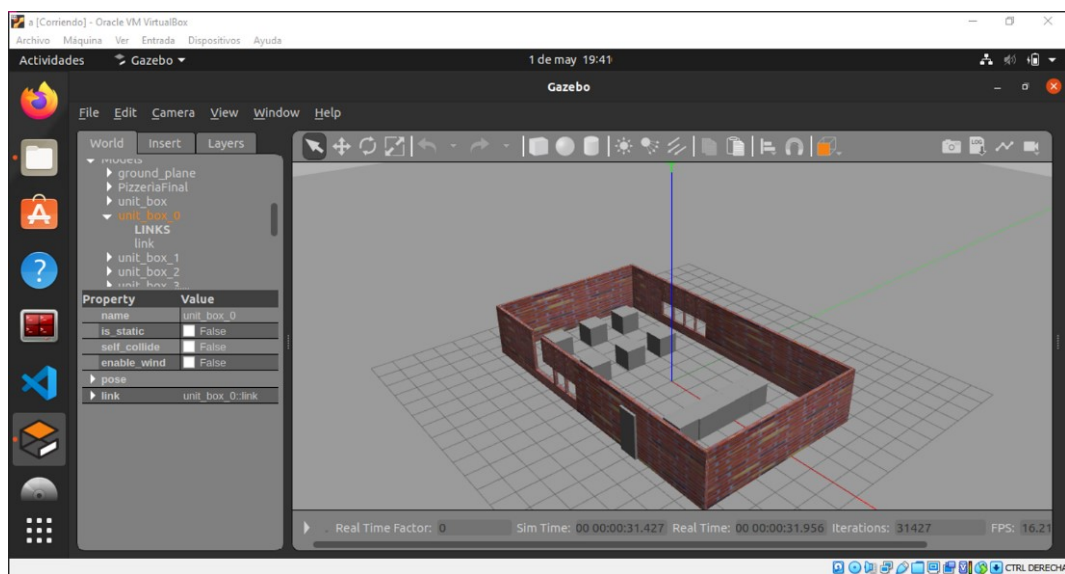 a [Corriendo] - Oracle VM VirtualBox
Archivo Máquina Ver Entrada Dispositivos Ayuda
Actividades Gazebo 1 de may 19:41
Gazebo
File Edit Camera View Window Help
World Insert Layers
Models
ground_plane
PizzeriaFinal
unit_box
unit_box_0
LINKS
link
unit_box_1
unit_box_2
unit_box_3...
Property Value
name unit_box_0
is_static False
self_collide False
enable_wind False
pose
link unit_box_0::link
LOG
Real Time Factor: 0 Sim Time: 00 00:00:31.427 Real Time: 00 00:00:31.956 Iterations: 31427 FPS: 16.21
CTRL DERECHA